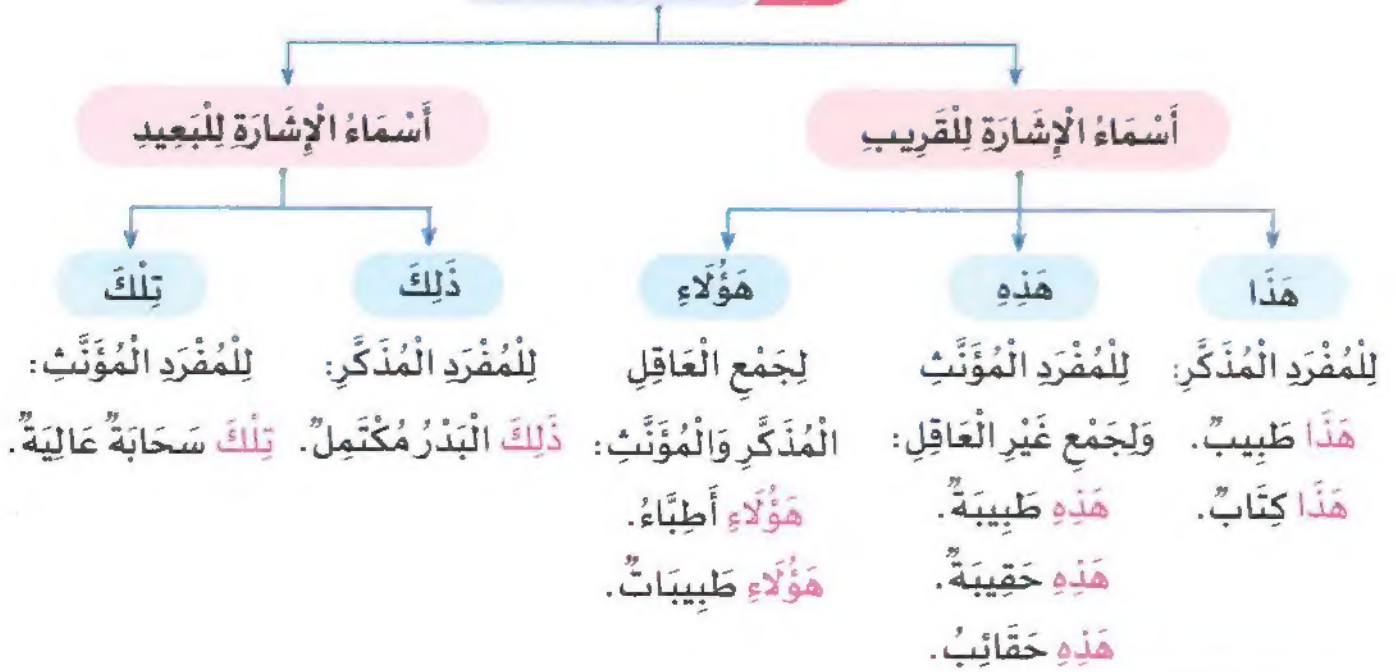 أَسْمَاءُ الْإِشَارَةِ لِلْقَرِيبِ
أَسْمَاءُ الْإِشَارَةِ لِلْبَعِيدِ
هَذَا
لِلْمُفْرَدِ الْمُذَكَّرِ:
هَذَا طَبِيبٌ.
هَذَا كِتَابٌ.
هَذِهِ
لِلْمُفْرَدِ الْمُؤَنَّثِ
وَلِجَمْعِ غَيْرِ الْعَاقِلِ:
هَذِهِ طَبِيبَةٌ.
هَذِهِ حَقِيبَةٌ.
هَذِهِ حَقَائِبُ.
هَؤُلَاءِ
لِجَمْعِ الْعَاقِلِ
الْمُذَكَّرِ وَالْمُؤَنَّثِ:
هَؤُلَاءِ أَطِبَّاءُ.
هَؤُلَاءِ طَبِيبَاتٌ.
ذَلِكَ
لِلْمُفْرَدِ الْمُذَكَّرِ:
ذَلِكَ الْبَدْرُ مُكْتَمِلٌ.
تِلْكَ
لِلْمُفْرَدِ الْمُؤَنَّثِ:
تِلْكَ سَحَابَةٌ عَالِيَةٌ.